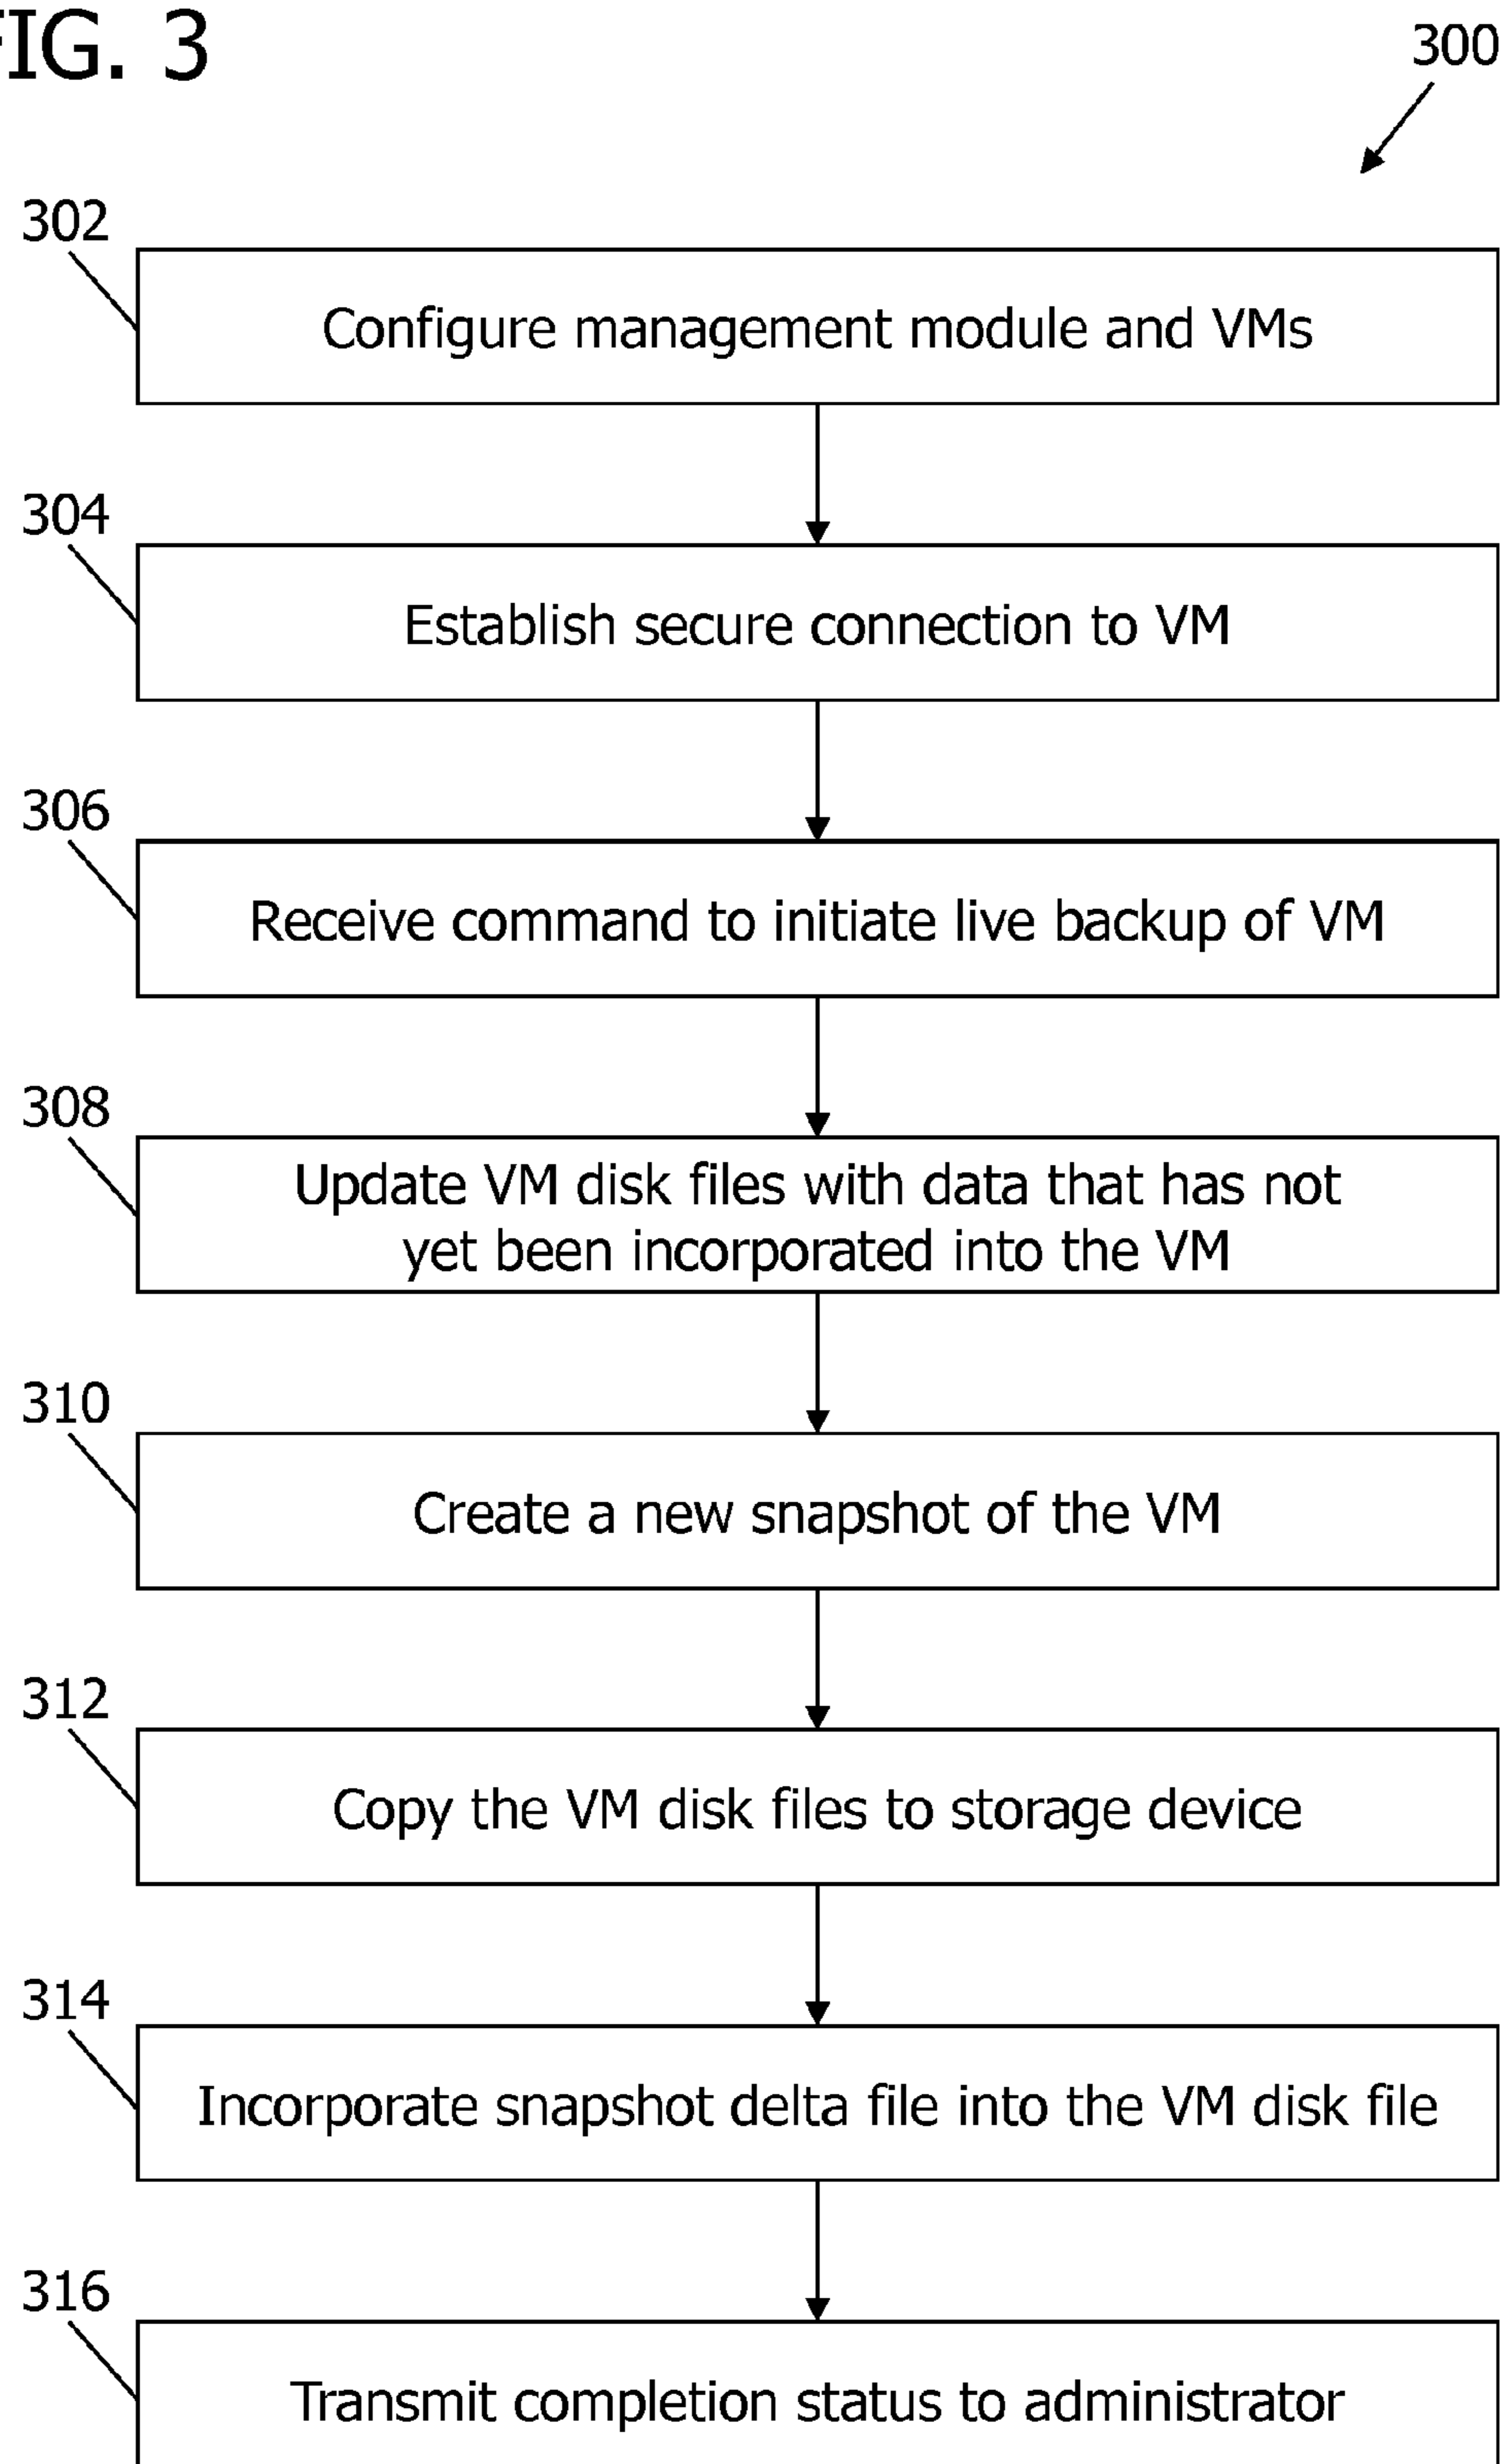 FIG. 3
300
302
Configure management module and VMs
304
Establish secure connection to VM
306
Receive command to initiate live backup of VM
308
Update VM disk files with data that has not
yet been incorporated into the VM
310
Create a new snapshot of the VM
312
Copy the VM disk files to storage device
314
Incorporate snapshot delta file into the VM disk file
316
Transmit completion status to administrator